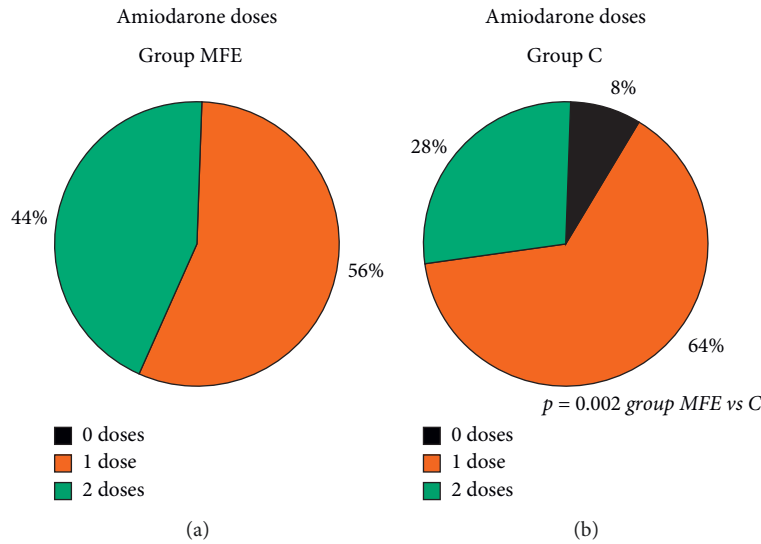 Amiodarone doses
Group MFE
44%
56%
0 doses
1 dose
2 doses
(a)
Amiodarone doses
Group C
8%
28%
64%
p = 0.002 group MFE vs C
0 doses
1 dose
2 doses
(b)